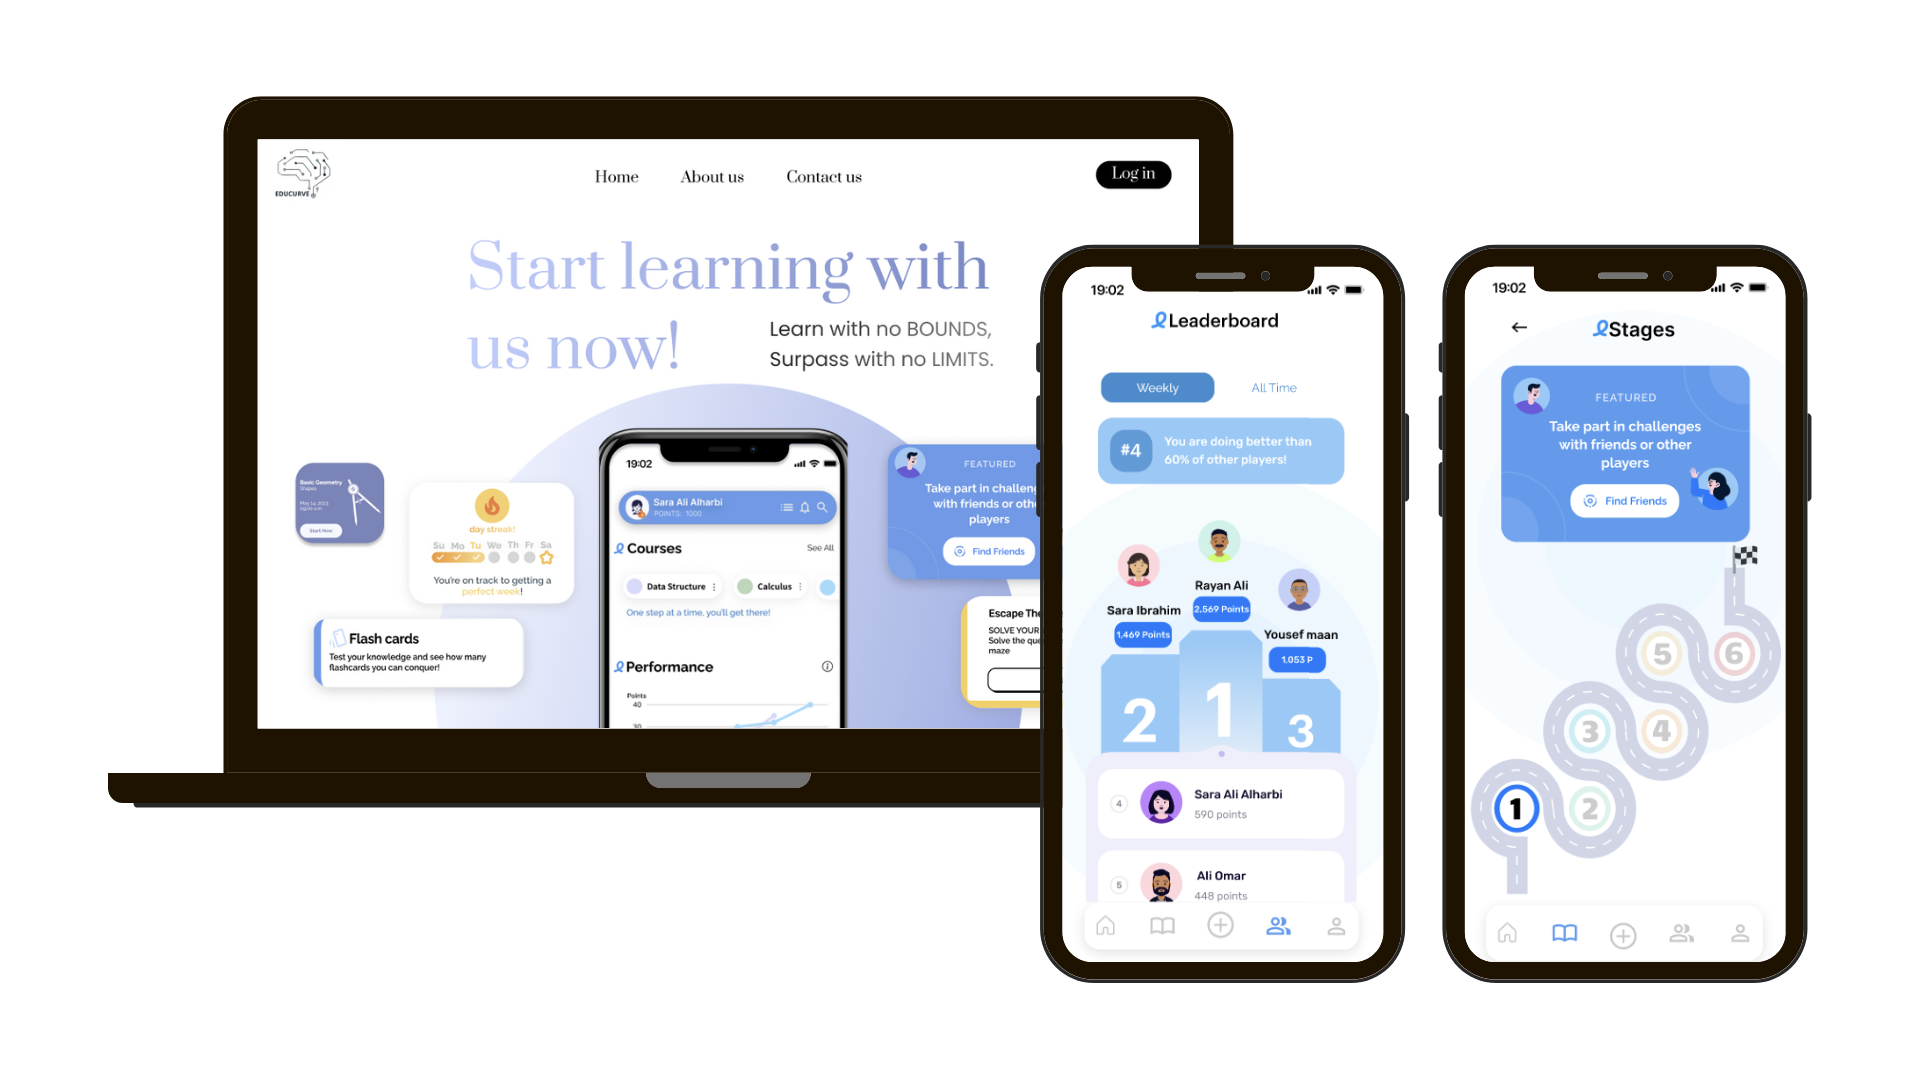 EDUCURVE
Home
About us
Contact us
Log in
Start learning with
us now!
Learn with no BOUNDS,
Surpass with no LIMITS.
Basic Geometry
Shapes
May 14, 2023
Start Now
day streak!
Su Mo Tu We Th Fr Sa
You're on track to getting a
perfect week!
Flash cards
Test your knowledge and see how many
flashcards you can conquer!
19:02
Sara Ali Alharbi
POINTS: 1000
Courses
See All
Data Structure
Calculus
One step at a time, you'll get there!
Performance
Points
40
30
FEATURED
Take part in challeng
with friends or othe
players
Find Friends
Escape The
SOLVE YOUR
Solve the que
maze
19:02
Leaderboard
Weekly
All Time
#4
You are doing better than
60% of other players!
Rayan Ali
2,569 Points
Sara Ibrahim
1,469 Points
Yousef maan
1,053 P
2
1
3
4
Sara Ali Alharbi
590 points
5
Ali Omar
448 points
19:02
Stages
FEATURED
Take part in challenges
with friends or other
players
Find Friends
5
6
3
4
1
2